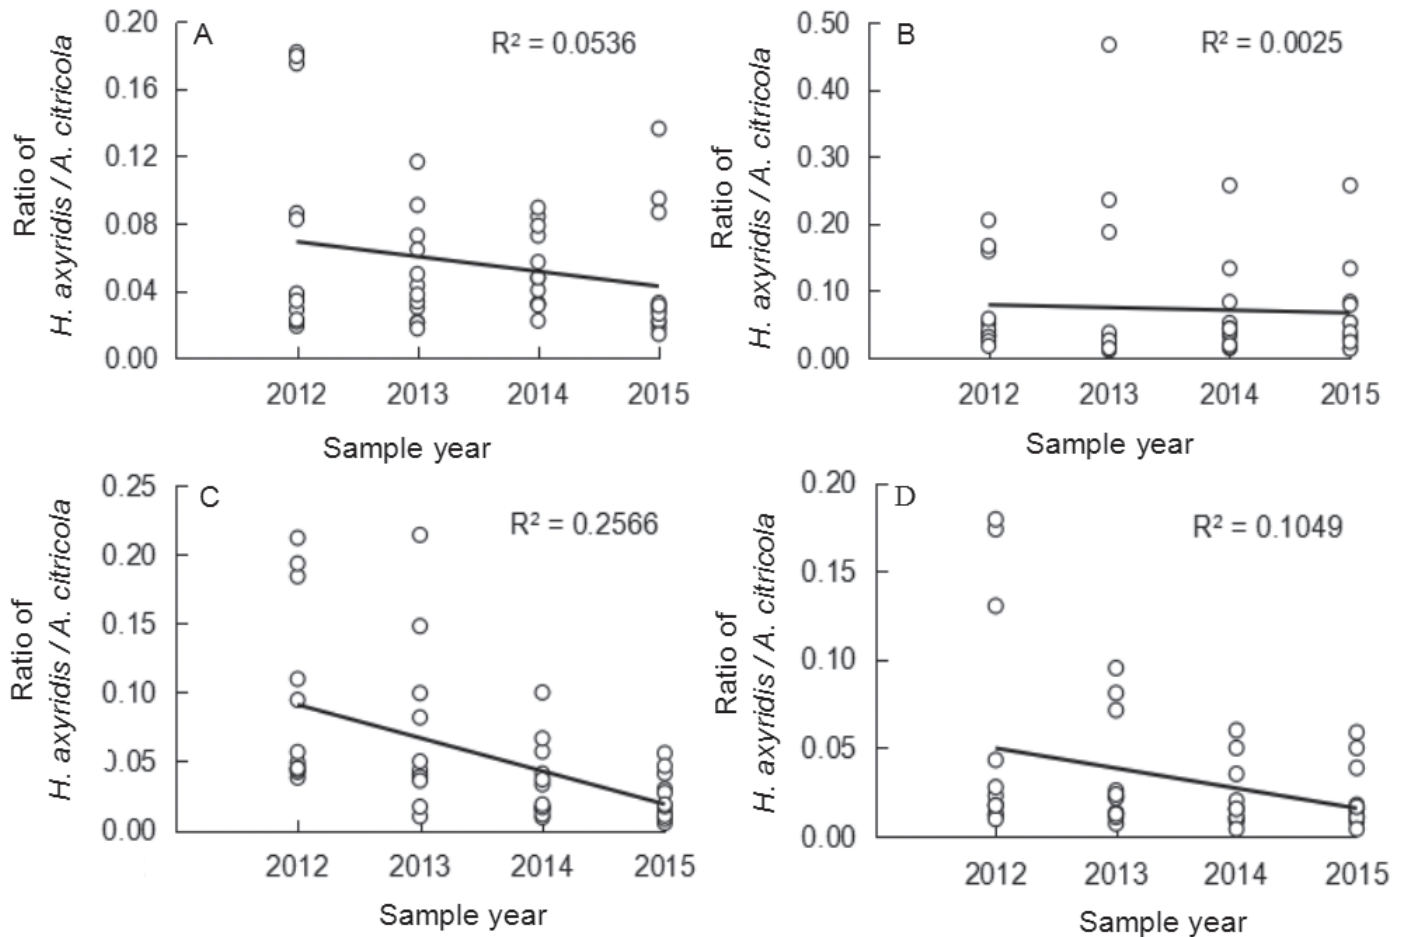 A
R² = 0.0536
Ratio of
H. axyridis / A. citricola
0.20
0.16
0.12
0.08
0.04
0.00
2012 2013 2014 2015
Sample year
B
R² = 0.0025
Ratio of
H. axyridis / A. citricola
0.50
0.40
0.30
0.20
0.10
0.00
2012 2013 2014 2015
Sample year
C
R² = 0.2566
Ratio of
H. axyridis / A. citricola
0.25
0.20
0.15
0.10
0.05
0.00
2012 2013 2014 2015
Sample year
D
R² = 0.1049
Ratio of
H. axyridis / A. citricola
0.20
0.15
0.10
0.05
0.00
2012 2013 2014 2015
Sample year